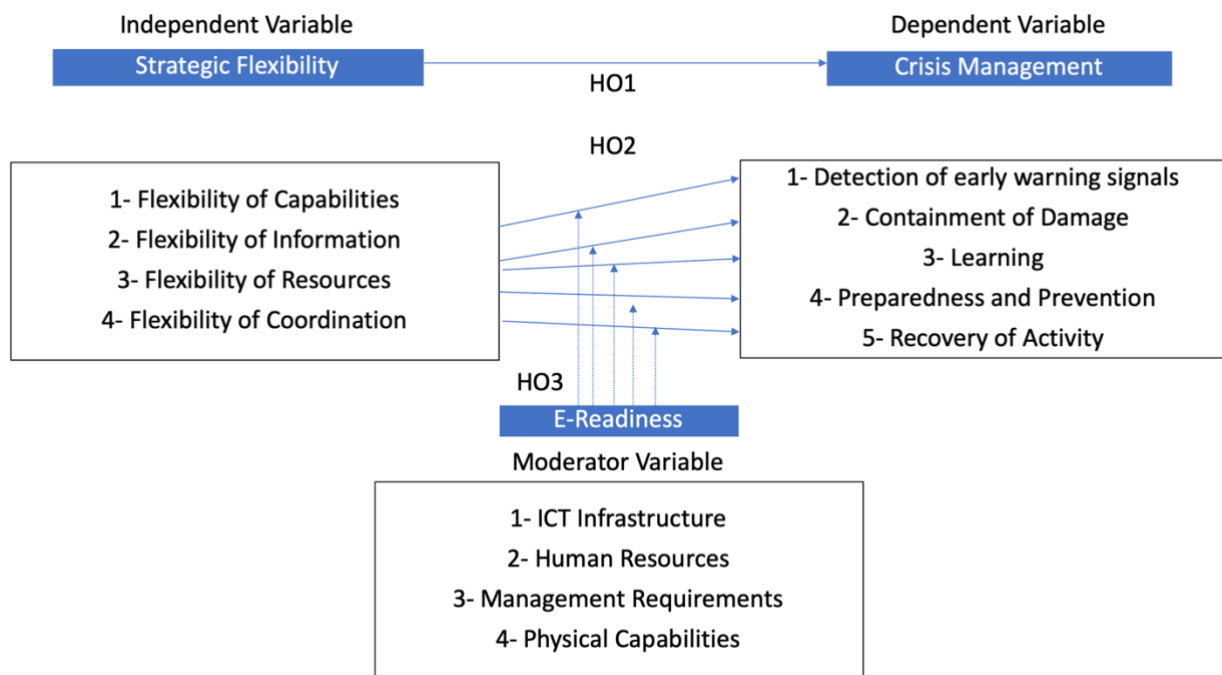 Independent Variable
Dependent Variable
Strategic Flexibility
Crisis Management
HO1
HO2
1- Flexibility of Capabilities
2- Flexibility of Information
3- Flexibility of Resources
4- Flexibility of Coordination
1- Detection of early warning signals
2- Containment of Damage
3- Learning
4- Preparedness and Prevention
5- Recovery of Activity
HO3
E-Readiness
Moderator Variable
1- ICT Infrastructure
2- Human Resources
3- Management Requirements
4- Physical Capabilities